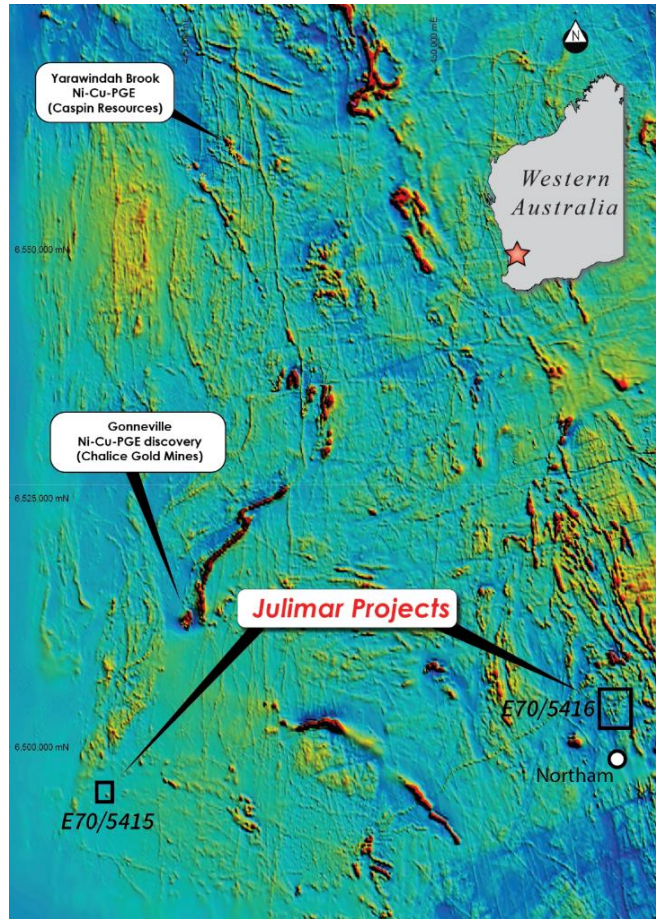 N
Yarawindah Brook
Ni-Cu-PGE
(Caspin Resources)
Western
Australia
6,550,000 mN
Gonneville
Ni-Cu-PGE discovery
(Chalice Gold Mines)
6,525,000 mN
Julimar Projects
E70/5416
6,500,000 mN
Northam
E70/5415